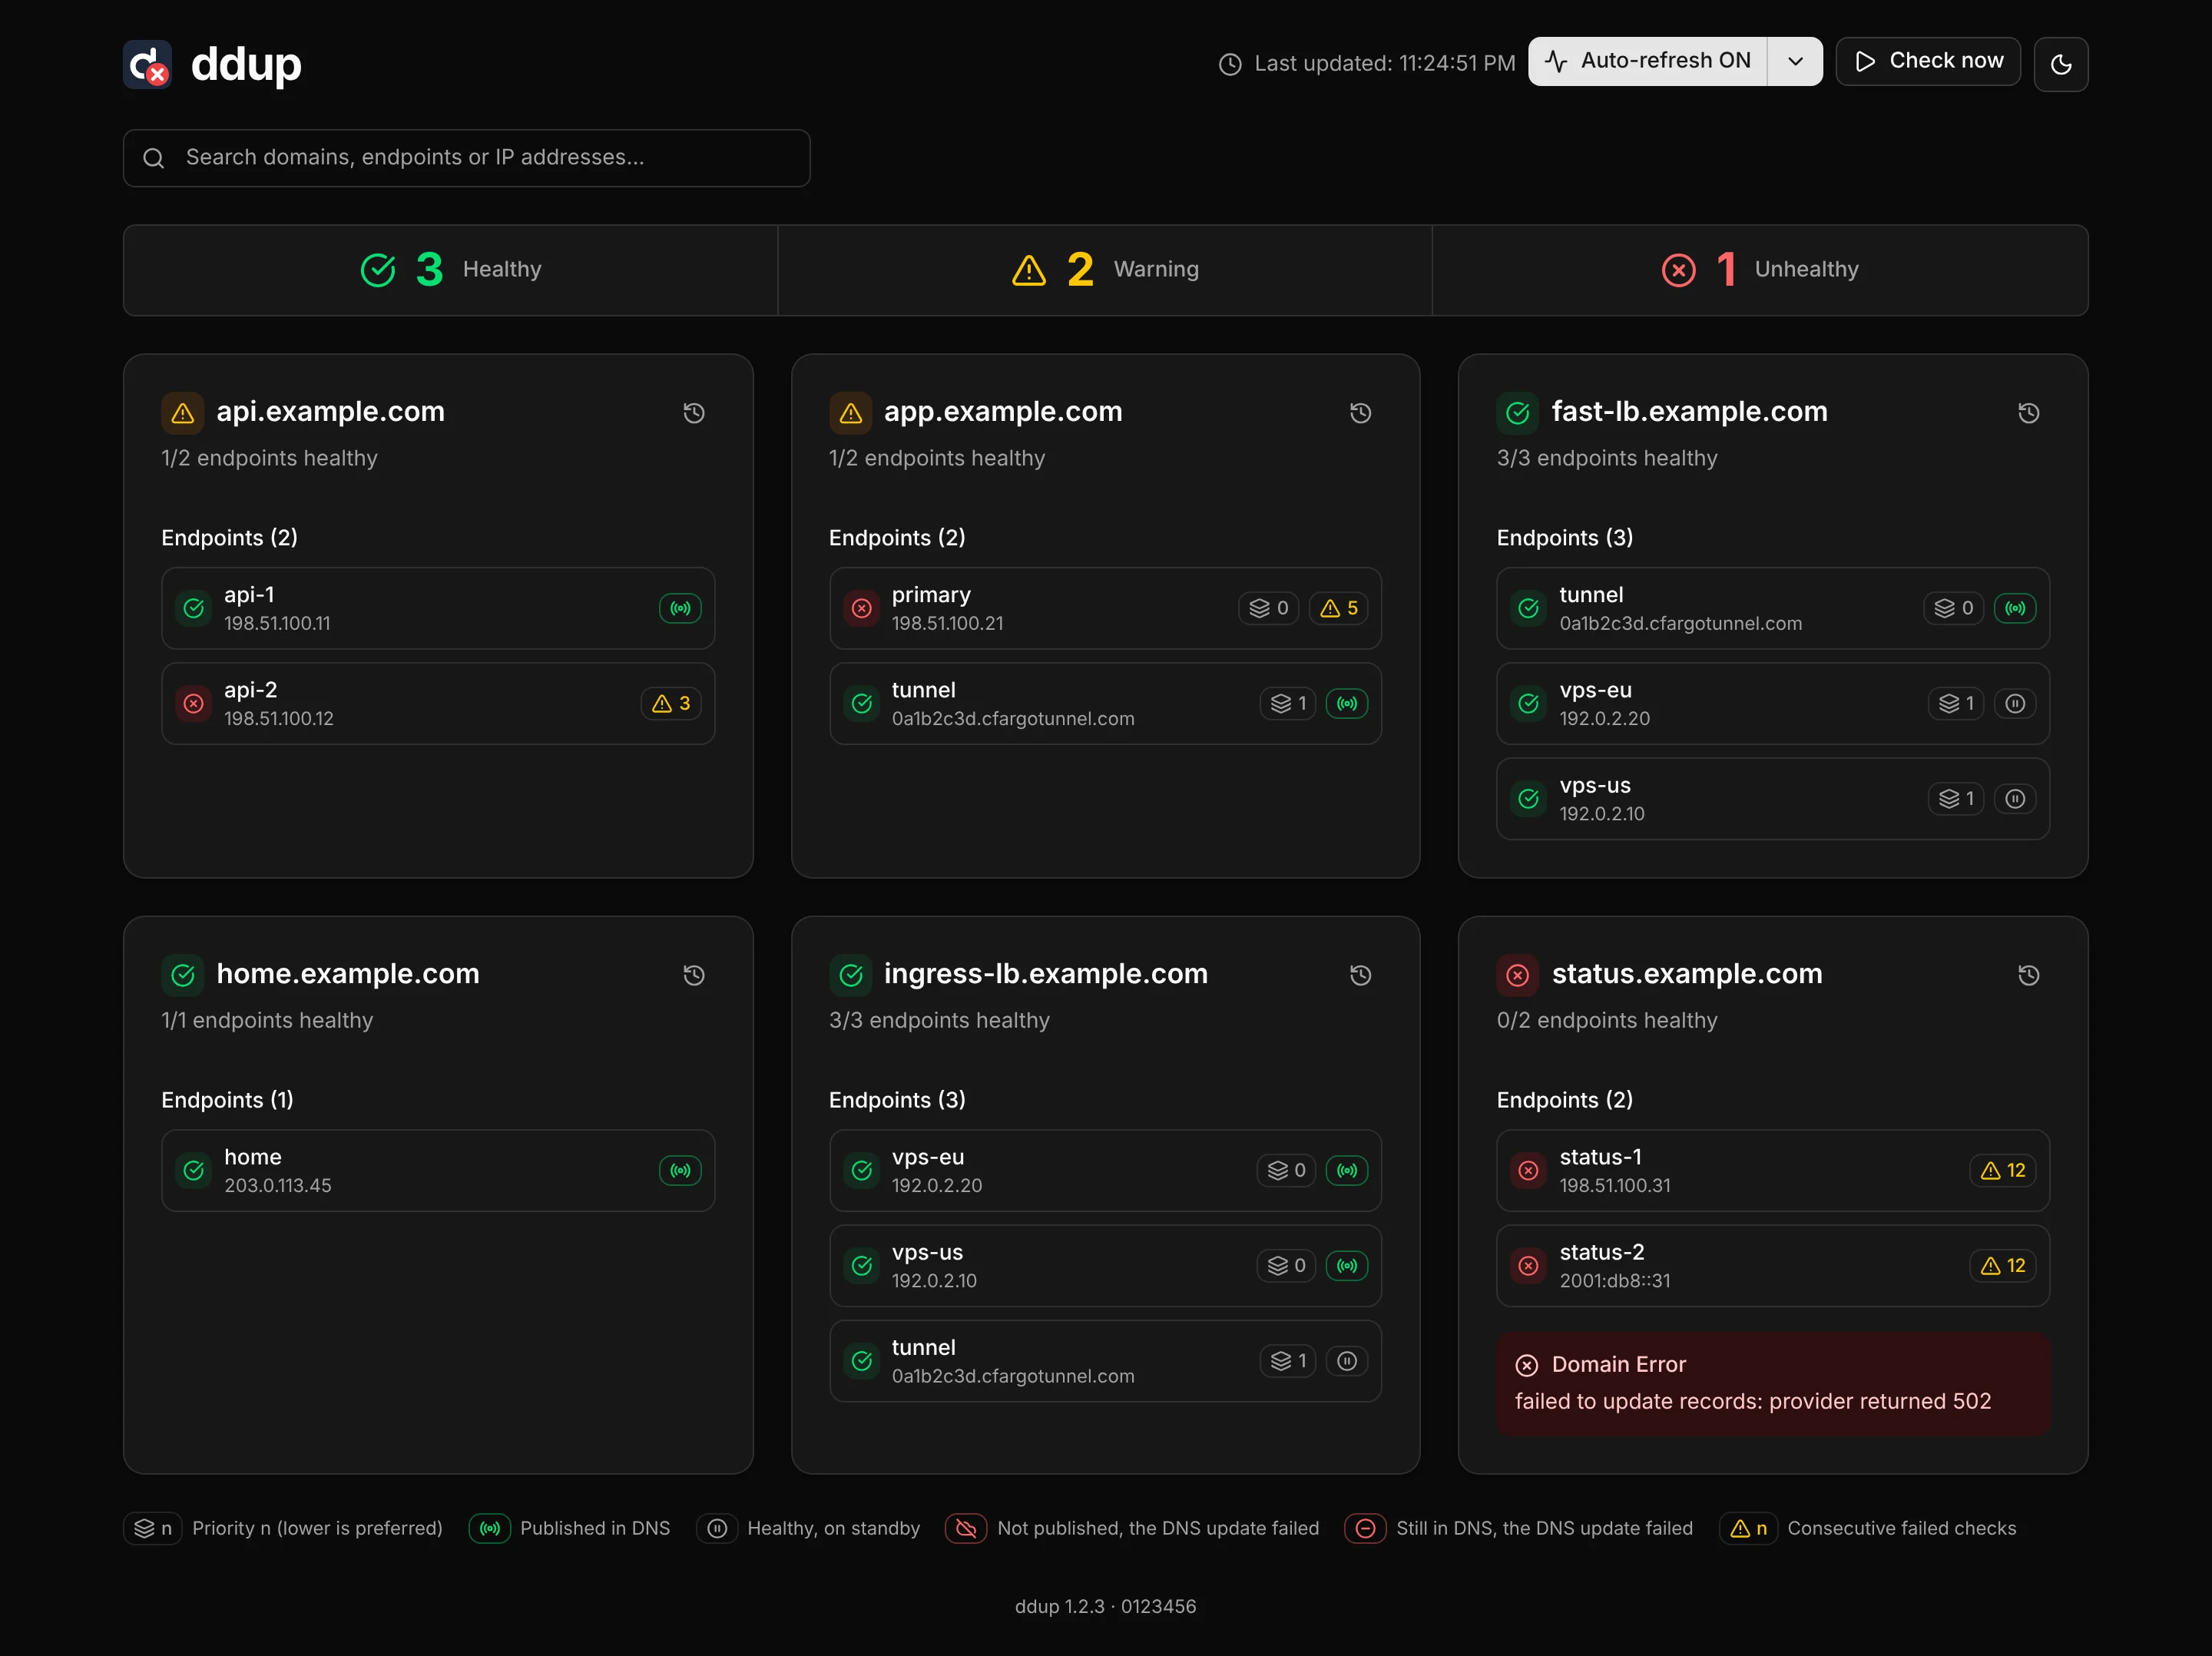 ddup
Last updated: 11:24:51 PM
Auto-refresh ON
Check now
Search domains, endpoints or IP addresses...
3 Healthy
2 Warning
1 Unhealthy
api.example.com
1/2 endpoints healthy
Endpoints (2)
api-1
198.51.100.11
api-2
198.51.100.12
3
app.example.com
1/2 endpoints healthy
Endpoints (2)
primary
198.51.100.21
0
5
tunnel
0a1b2c3d.cfargotunnel.com
1
fast-lb.example.com
3/3 endpoints healthy
Endpoints (3)
tunnel
0a1b2c3d.cfargotunnel.com
0
vps-eu
192.0.2.20
1
vps-us
192.0.2.10
1
home.example.com
1/1 endpoints healthy
Endpoints (1)
home
203.0.113.45
ingress-lb.example.com
3/3 endpoints healthy
Endpoints (3)
vps-eu
192.0.2.20
0
vps-us
192.0.2.10
0
tunnel
0a1b2c3d.cfargotunnel.com
1
status.example.com
0/2 endpoints healthy
Endpoints (2)
status-1
198.51.100.31
12
status-2
2001:db8::31
12
Domain Error
failed to update records: provider returned 502
n Priority n (lower is preferred)
Published in DNS
Healthy, on standby
Not published, the DNS update failed
Still in DNS, the DNS update failed
n Consecutive failed checks
ddup 1.2.3 · 0123456